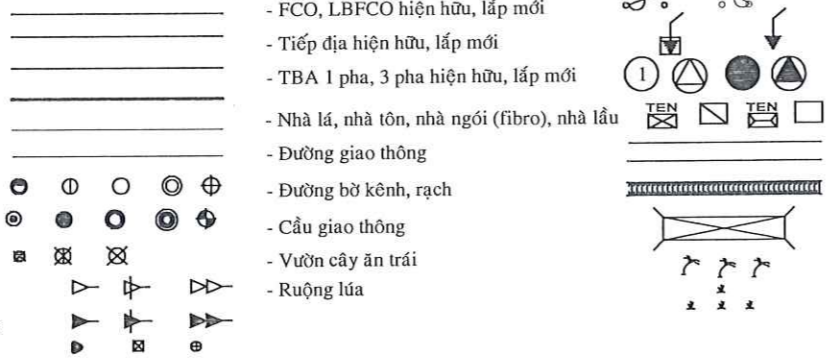 - FCO, LBFCO hiện hữu, lắp mới
- Tiếp địa hiện hữu, lắp mới
- TBA 1 pha, 3 pha hiện hữu, lắp mới
1
- Nhà lá, nhà tôn, nhà ngói (fibro), nhà lầu
TEN
TEN
- Đường giao thông
- Đường bờ kênh, rạch
- Cầu giao thông
- Vườn cây ăn trái
- Ruộng lúa